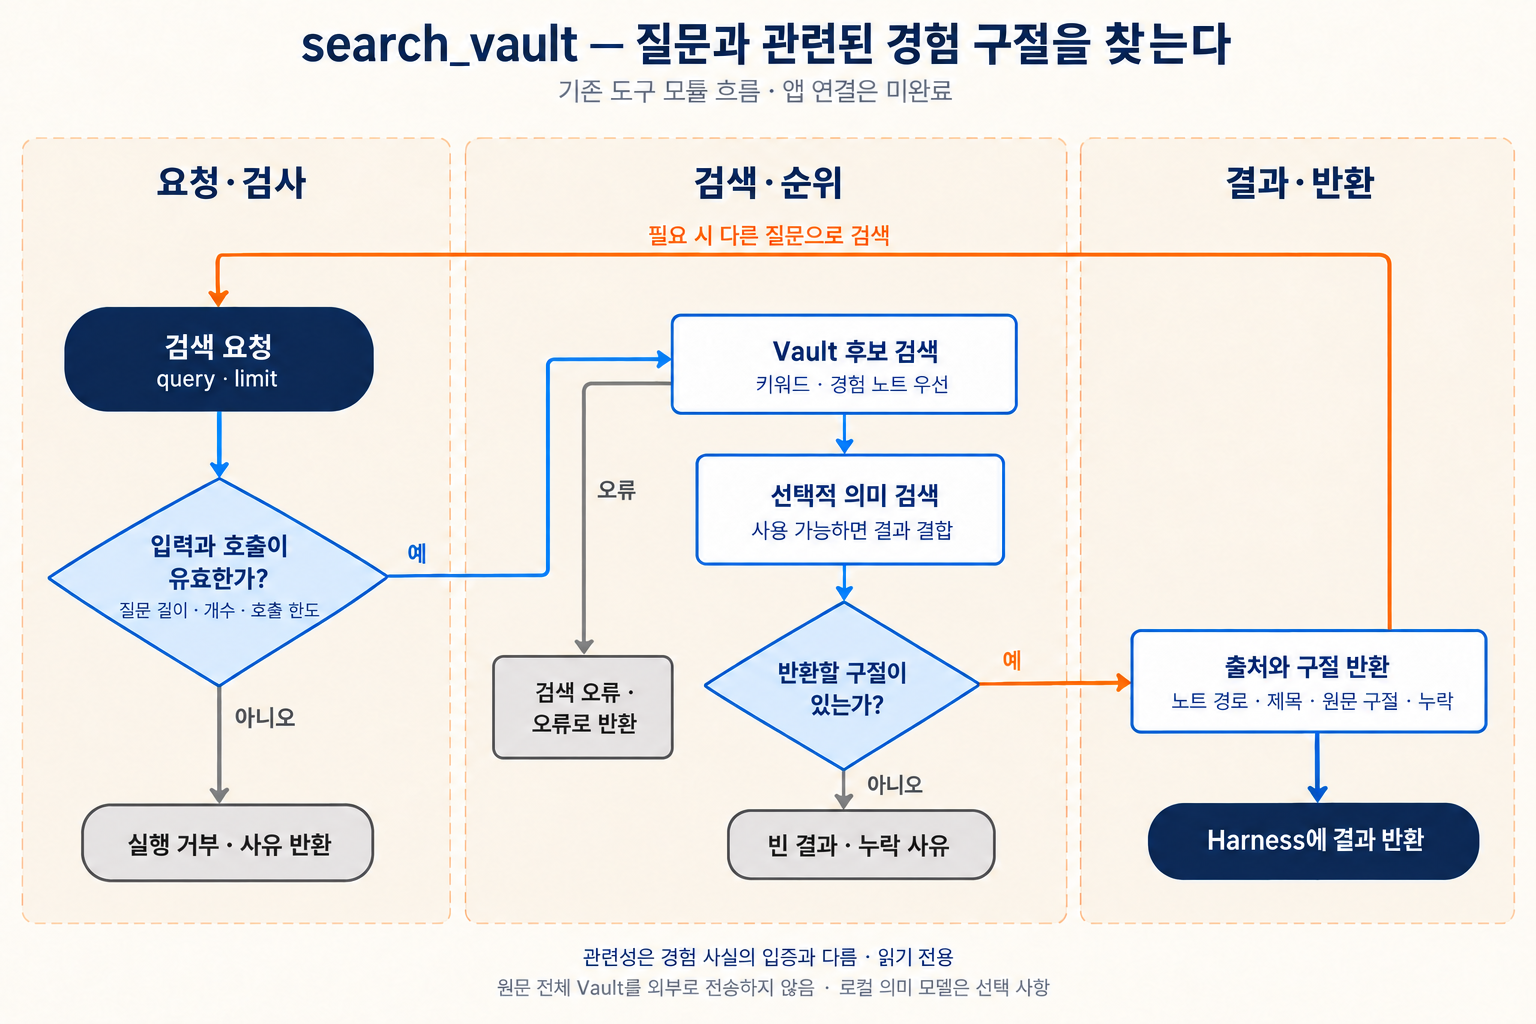 search_vault — 질문과 관련된 경험 구절을 찾는다
기존 도구 모듈 흐름 · 앱 연결은 미완료
요청·검사
검색 요청
query · limit
입력과 호출이
유효한가?
질문 길이 · 개수 · 호출 한도
예
아니오
실행 거부 · 사유 반환
검색·순위
필요 시 다른 질문으로 검색
Vault 후보 검색
키워드 · 경험 노트 우선
오류
선택적 의미 검색
사용 가능하면 결과 결합
검색 오류 ·
오류로 반환
반환할 구절이
있는가?
예
아니오
빈 결과 · 누락 사유
결과·반환
출처와 구절 반환
노트 경로 · 제목 · 원문 구절 · 누락
Harness에 결과 반환
관련성은 경험 사실의 입증과 다름 · 읽기 전용
원문 전체 Vault를 외부로 전송하지 않음 · 로컬 의미 모델은 선택 사항